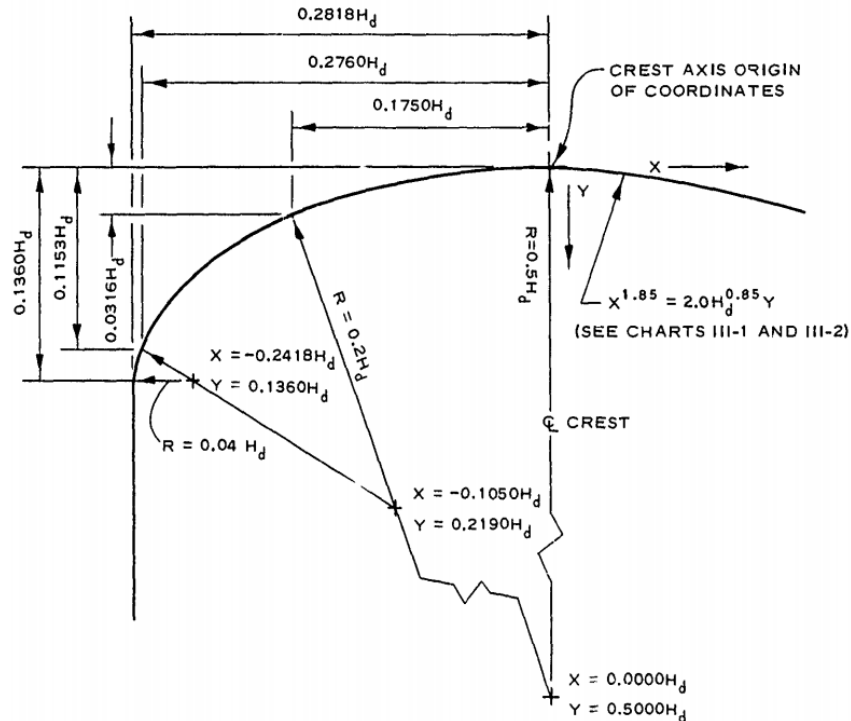 0.2818H_d
0.2760H_d
0.1750H_d
CREST AXIS ORIGIN
OF COORDINATES
X
Y
0.1360H_d
0.1153H_d
0.0316H_d
R=0.5H_d
R = 0.2H_d
X^1.85 = 2.0H_d^0.85 Y
(SEE CHARTS III-1 AND III-2)
X = -0.2418H_d
Y = 0.1360H_d
R = 0.04 H_d
℄ CREST
X = -0.1050H_d
Y = 0.2190H_d
X = 0.0000H_d
Y = 0.5000H_d